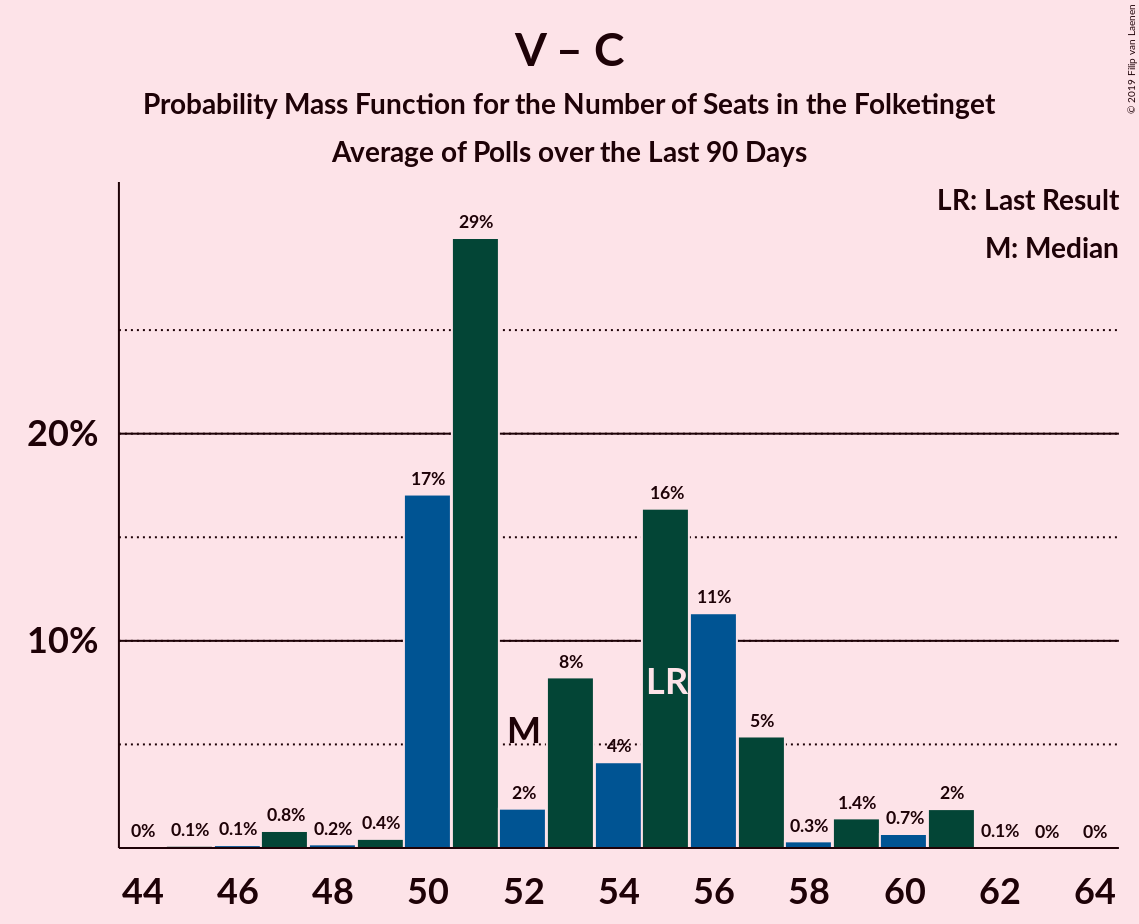 V – C
Probability Mass Function for the Number of Seats in the Folketinget
Average of Polls over the Last 90 Days
© 2019 Filip van Laenen
LR: Last Result
M: Median
20%
10%
0% 0.1% 0.1% 0.8% 0.2% 0.4% 17% 29% 2% 8% 4% 16% 11% 5% 0.3% 1.4% 0.7% 2% 0.1% 0% 0%
M
LR
44 46 48 50 52 54 56 58 60 62 64